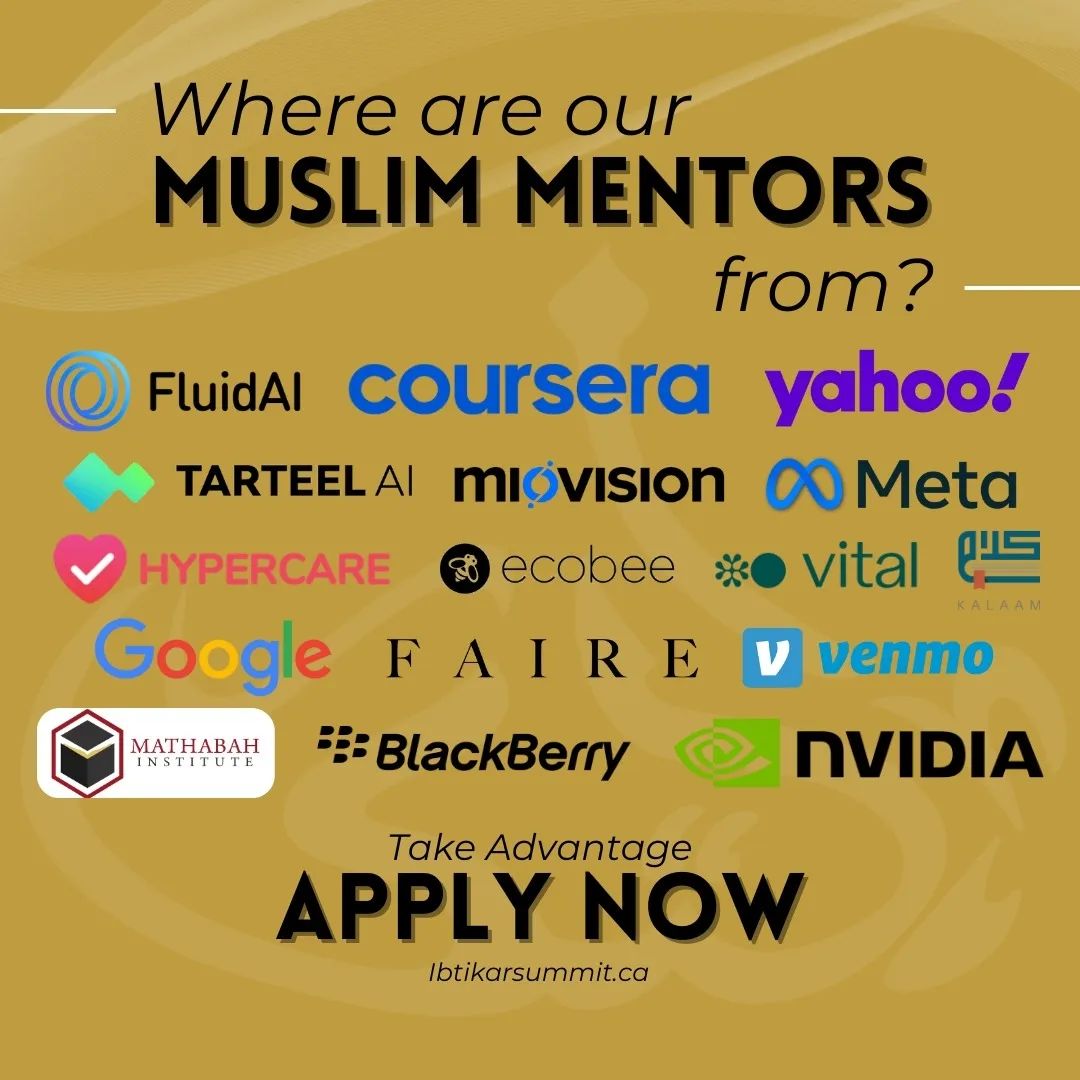 Where are our
MUSLIM MENTORS
from?
FluidAI
coursera
yahoo!
TARTEEL AI
miovision
Meta
HYPERCARE
ecobee
vital
كلام
KALAAM
Google
FAIRE
venmo
MATHABAH
INSTITUTE
BlackBerry
nVIDIA
Take Advantage
APPLY NOW
Ibtikarsummit.ca